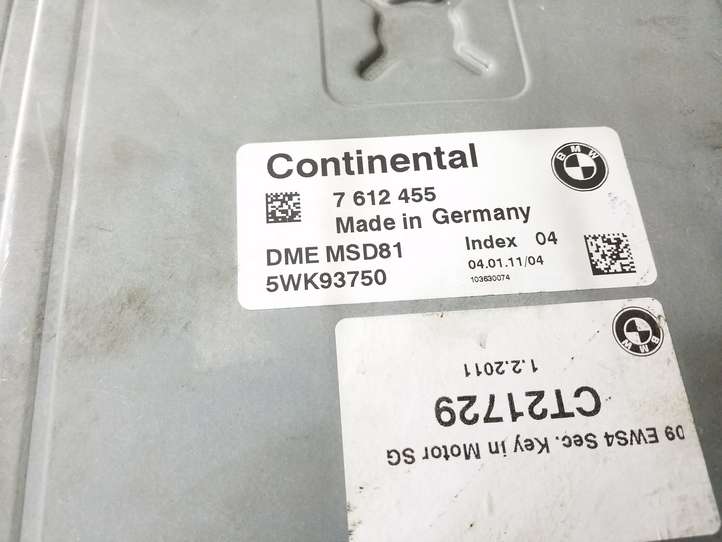 Continental
BMW
7 612 455
Made in Germany
DME MSD81
Index 04
5WK93750
04.01.11/04
103630074
BMW
1.2.2011
CT21729
09 EWS4 Sec. Key in Motor SG